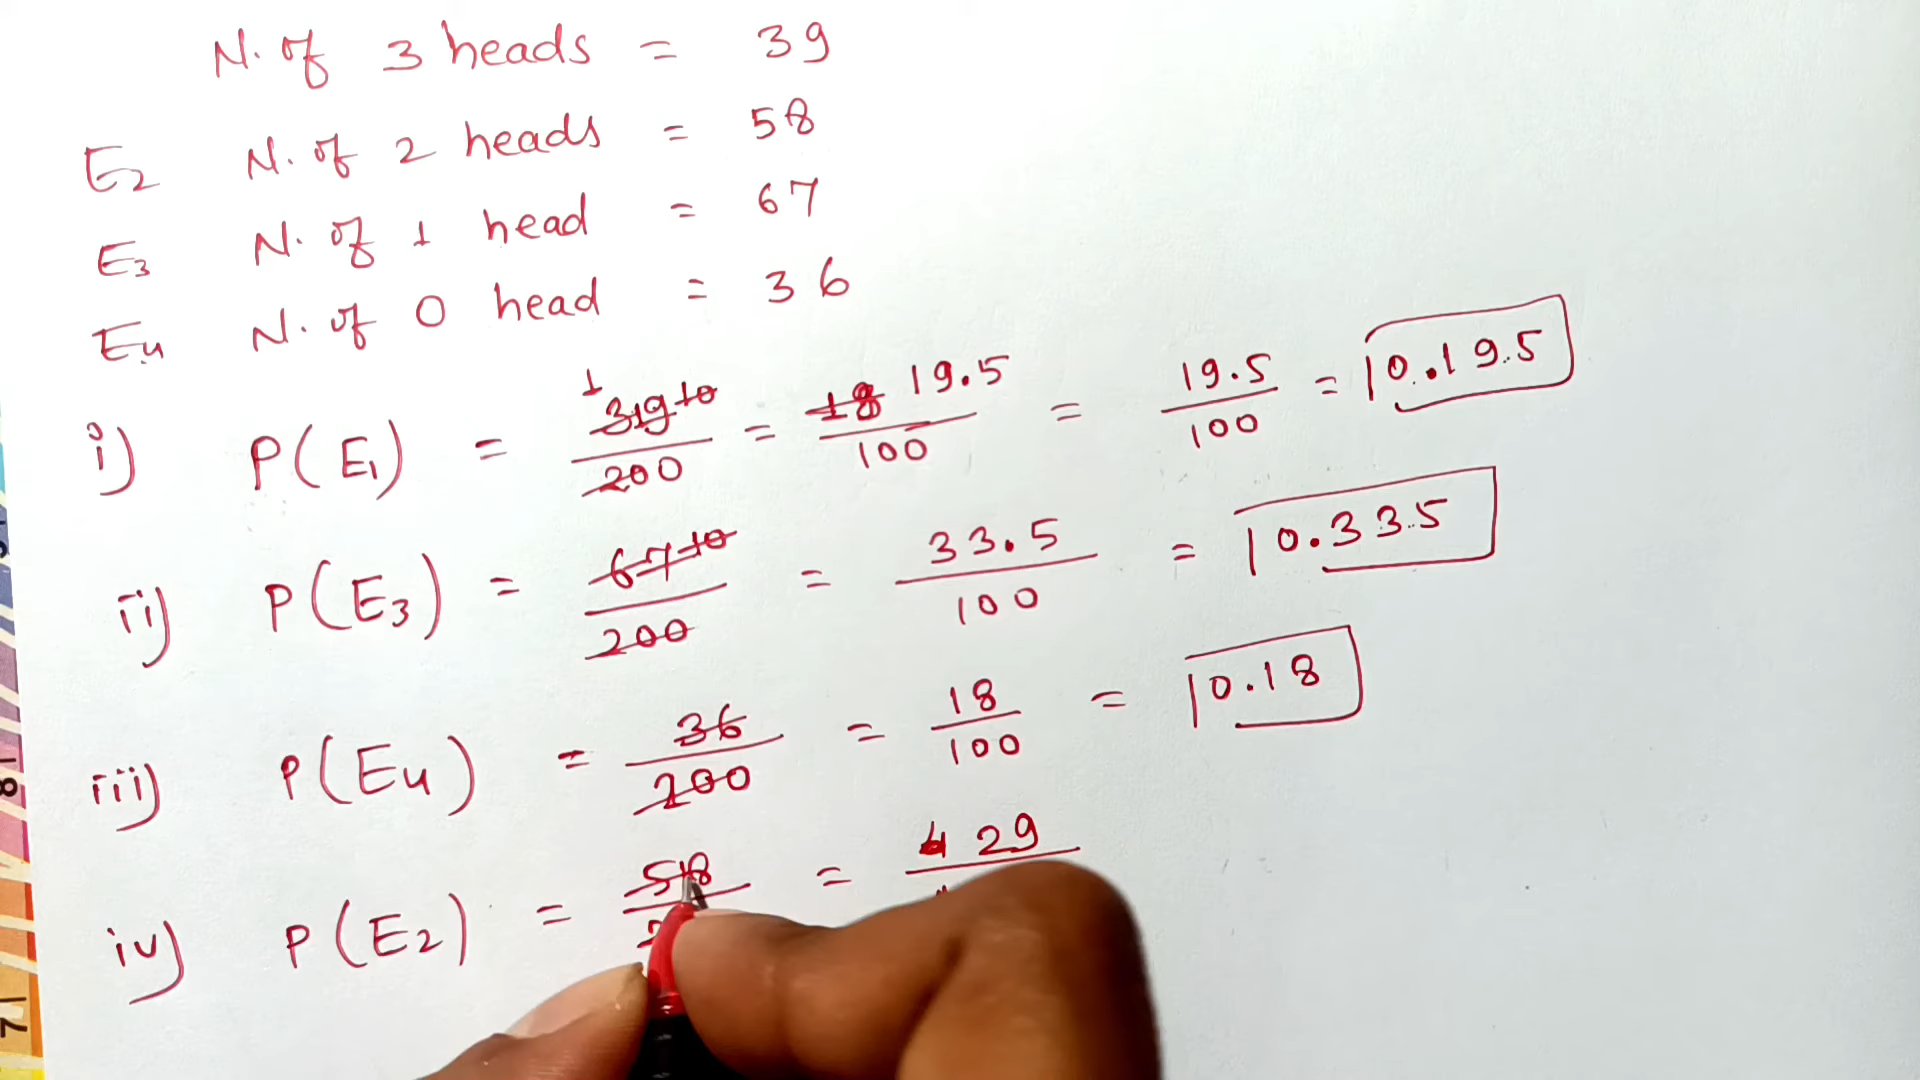 N. of 3 heads = 39
E2 N. of 2 heads = 58
E3 N. of 1 head = 67
E4 N. of 0 head = 36
i) P(E1) = 39/200 = 19.5/100 = 19.5/100 = 0.195
ii) P(E3) = 67/200 = 33.5/100 = 0.335
iii) P(E4) = 36/200 = 18/100 = 0.18
iv) P(E2) = 58/ = 29/